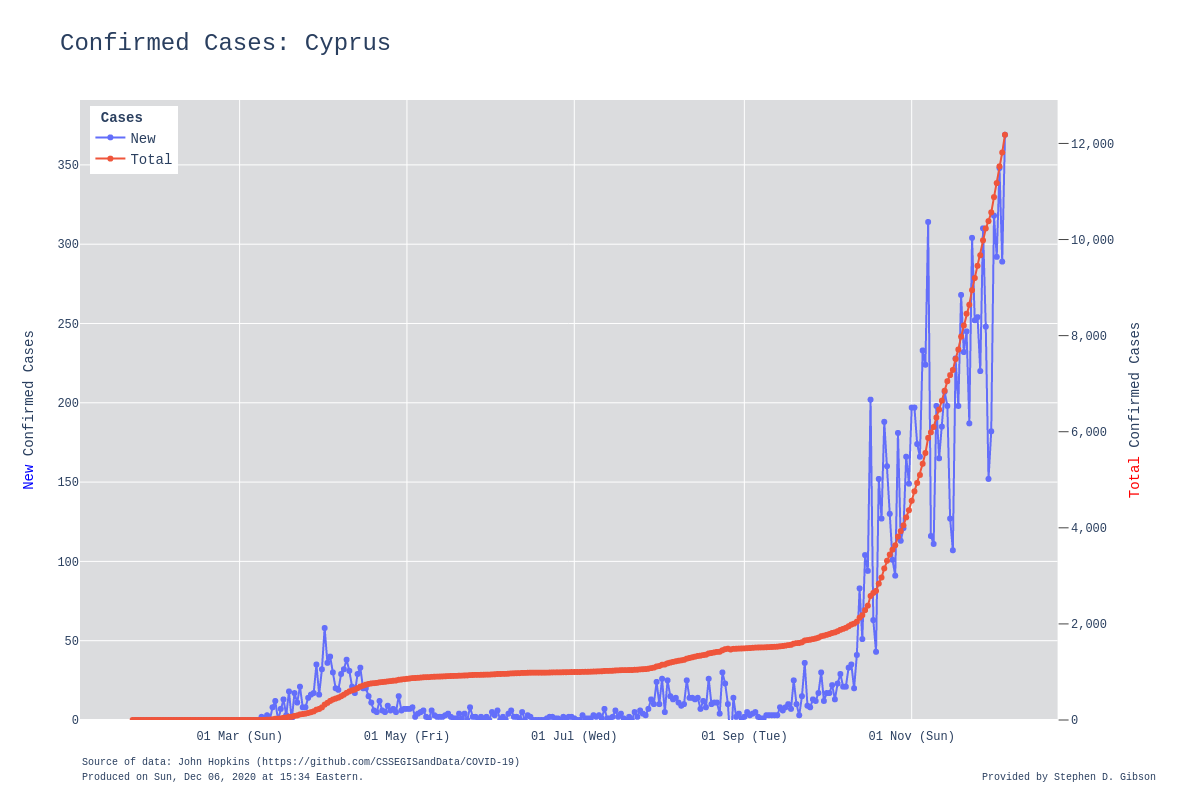 Confirmed Cases: Cyprus
Cases
New
Total
350
300
250
200
150
100
50
0
New Confirmed Cases
12,000
10,000
8,000
6,000
4,000
2,000
0
Total Confirmed Cases
01 Mar (Sun)
01 May (Fri)
01 Jul (Wed)
01 Sep (Tue)
01 Nov (Sun)
Source of data: John Hopkins (https://github.com/CSSEGISandData/COVID-19)
Produced on Sun, Dec 06, 2020 at 15:34 Eastern.
Provided by Stephen D. Gibson